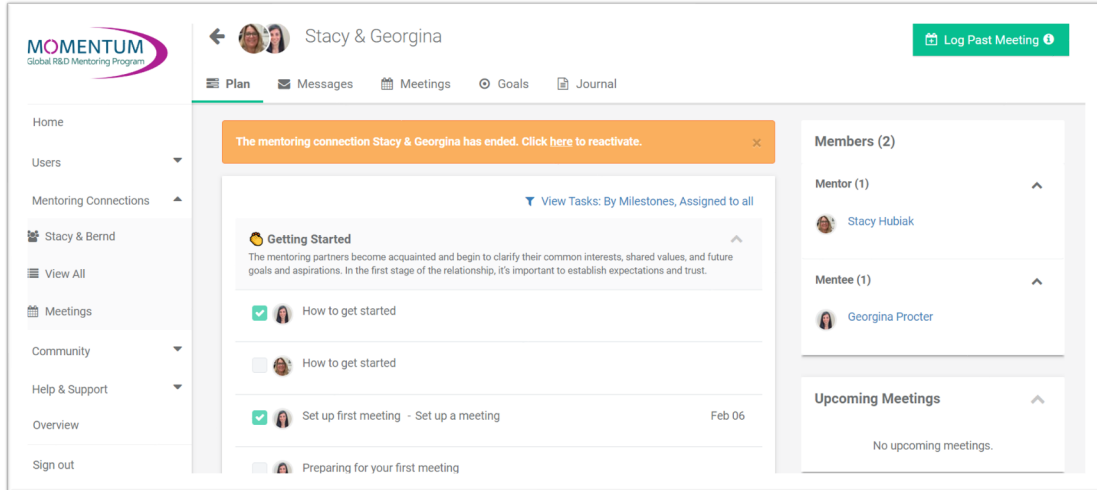 MOMENTUM
Global R&D Mentoring Program
Home
Users
Mentoring Connections
Stacy & Bernd
View All
Meetings
Community
Help & Support
Overview
Sign out
Stacy & Georgina
Log Past Meeting
Plan
Messages
Meetings
Goals
Journal
The mentoring connection Stacy & Georgina has ended. Click here to reactivate.
View Tasks: By Milestones, Assigned to all
Getting Started
The mentoring partners become acquainted and begin to clarify their common interests, shared values, and future
goals and aspirations. In the first stage of the relationship, it's important to establish expectations and trust.
How to get started
How to get started
Set up first meeting - Set up a meeting Feb 06
Preparing for your first meeting
Members (2)
Mentor (1)
Stacy Hubiak
Mentee (1)
Georgina Procter
Upcoming Meetings
No upcoming meetings.